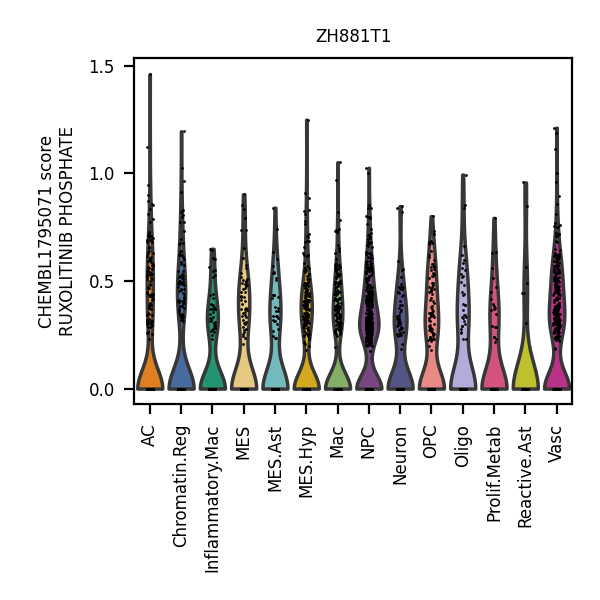 ZH881T1
CHEMBL1795071 score
RUXOLITINIB PHOSPHATE
1.5
1.0
0.5
0.0
AC
Chromatin.Reg
Inflammatory.Mac
MES
MES.Ast
MES.Hyp
Mac
NPC
Neuron
OPC
Oligo
Prolif.Metab
Reactive.Ast
Vasc